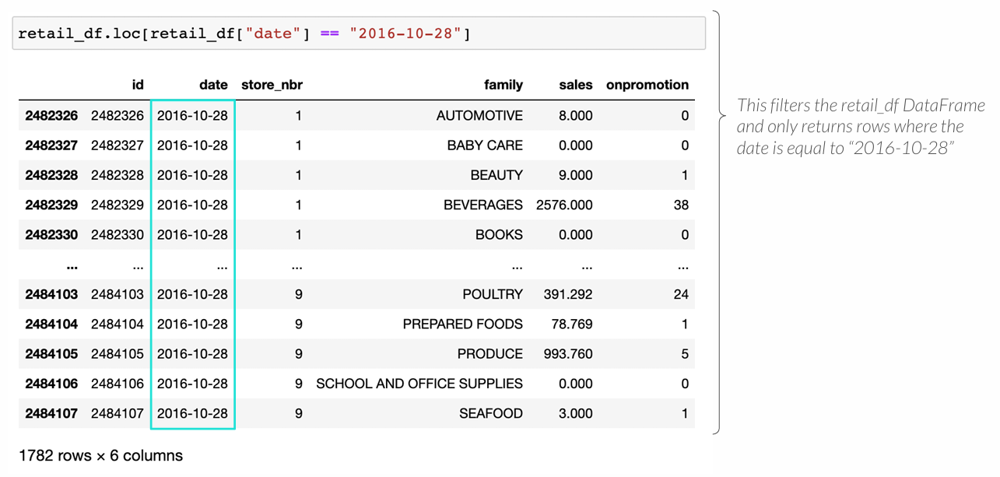 retail_df.loc[retail_df["date"] == "2016-10-28"]
id date store_nbr family sales onpromotion
2482326 2482326 2016-10-28 1 AUTOMOTIVE 8.000 0
2482327 2482327 2016-10-28 1 BABY CARE 0.000 0
2482328 2482328 2016-10-28 1 BEAUTY 9.000 1
2482329 2482329 2016-10-28 1 BEVERAGES 2576.000 38
2482330 2482330 2016-10-28 1 BOOKS 0.000 0
... ... ... ... ... ... ...
2484103 2484103 2016-10-28 9 POULTRY 391.292 24
2484104 2484104 2016-10-28 9 PREPARED FOODS 78.769 1
2484105 2484105 2016-10-28 9 PRODUCE 993.760 5
2484106 2484106 2016-10-28 9 SCHOOL AND OFFICE SUPPLIES 0.000 0
2484107 2484107 2016-10-28 9 SEAFOOD 3.000 1
1782 rows × 6 columns
This filters the retail_df DataFrame
and only returns rows where the
date is equal to “2016-10-28”